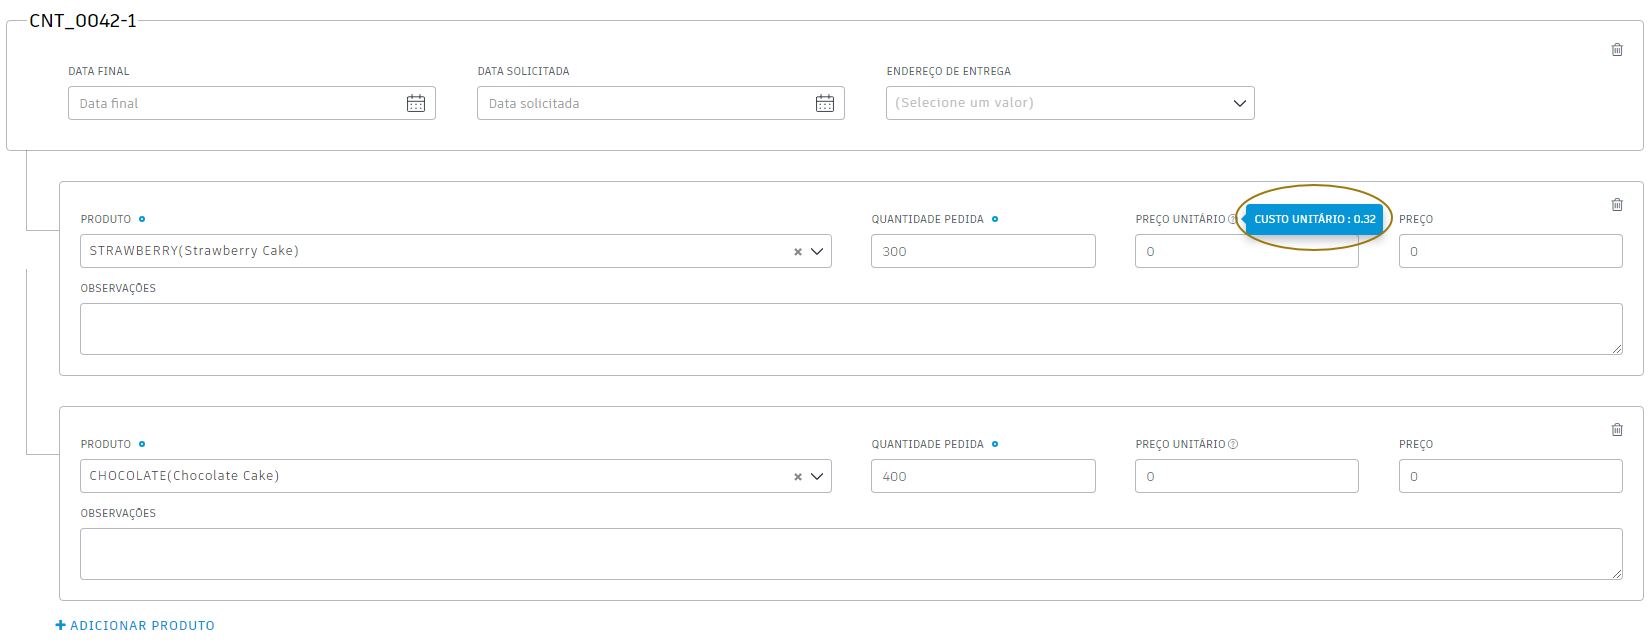 CNT_0042-1
DATA FINAL DATA SOLICITADA ENDEREÇO DE ENTREGA
Data final Data solicitada (Selecione um valor)
PRODUTO QUANTIDADE PEDIDA PREÇO UNITÁRIO CUSTO UNITÁRIO : 0.32 PREÇO
STRAWBERRY(Strawberry Cake) 300 0 0
OBSERVAÇÕES
PRODUTO QUANTIDADE PEDIDA PREÇO UNITÁRIO PREÇO
CHOCOLATE(Chocolate Cake) 400 0 0
OBSERVAÇÕES
+ ADICIONAR PRODUTO